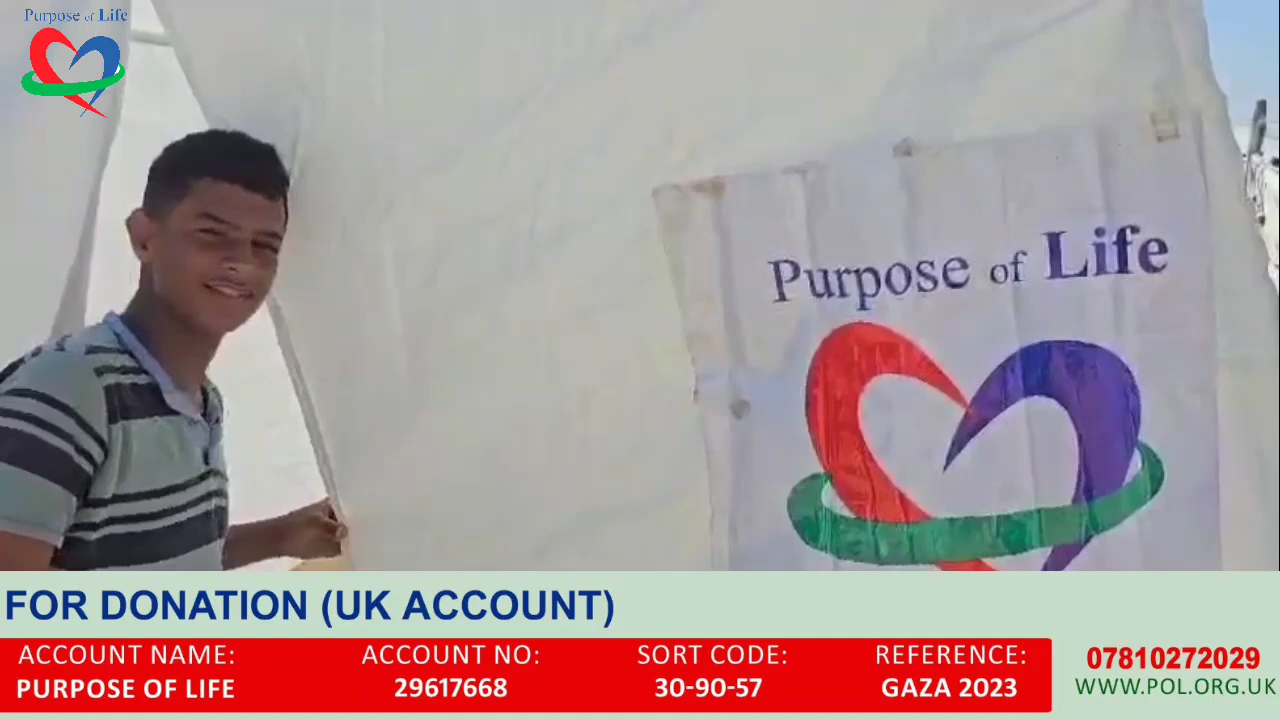 Purpose of Life
Purpose of Life
FOR DONATION (UK ACCOUNT)
ACCOUNT NAME: ACCOUNT NO: SORT CODE: REFERENCE:
PURPOSE OF LIFE 29617668 30-90-57 GAZA 2023
07810272029
WWW.POL.ORG.UK